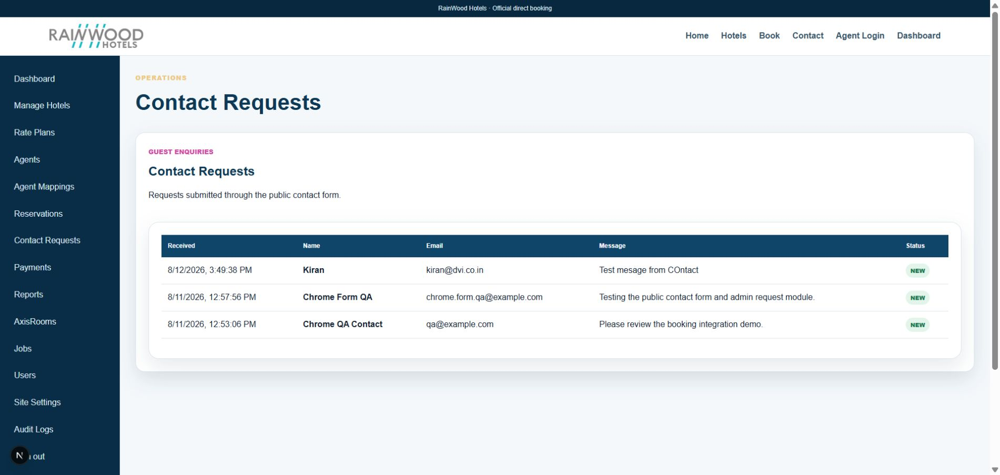 RainWood Hotels · Official direct booking
RAINWOOD
HOTELS
Home Hotels Book Contact Agent Login Dashboard
Dashboard
Manage Hotels
Rate Plans
Agents
Agent Mappings
Reservations
Contact Requests
Payments
Reports
AxisRooms
Jobs
Users
Site Settings
Audit Logs
out
N
OPERATIONS
Contact Requests
GUEST ENQUIRIES
Contact Requests
Requests submitted through the public contact form.
Received Name Email Message Status
8/12/2026, 3:49:38 PM Kiran kiran@dvi.co.in Test mesage from COntact NEW
8/11/2026, 12:57:56 PM Chrome Form QA chrome.form.qa@example.com Testing the public contact form and admin request module. NEW
8/11/2026, 12:53:06 PM Chrome QA Contact qa@example.com Please review the booking integration demo. NEW